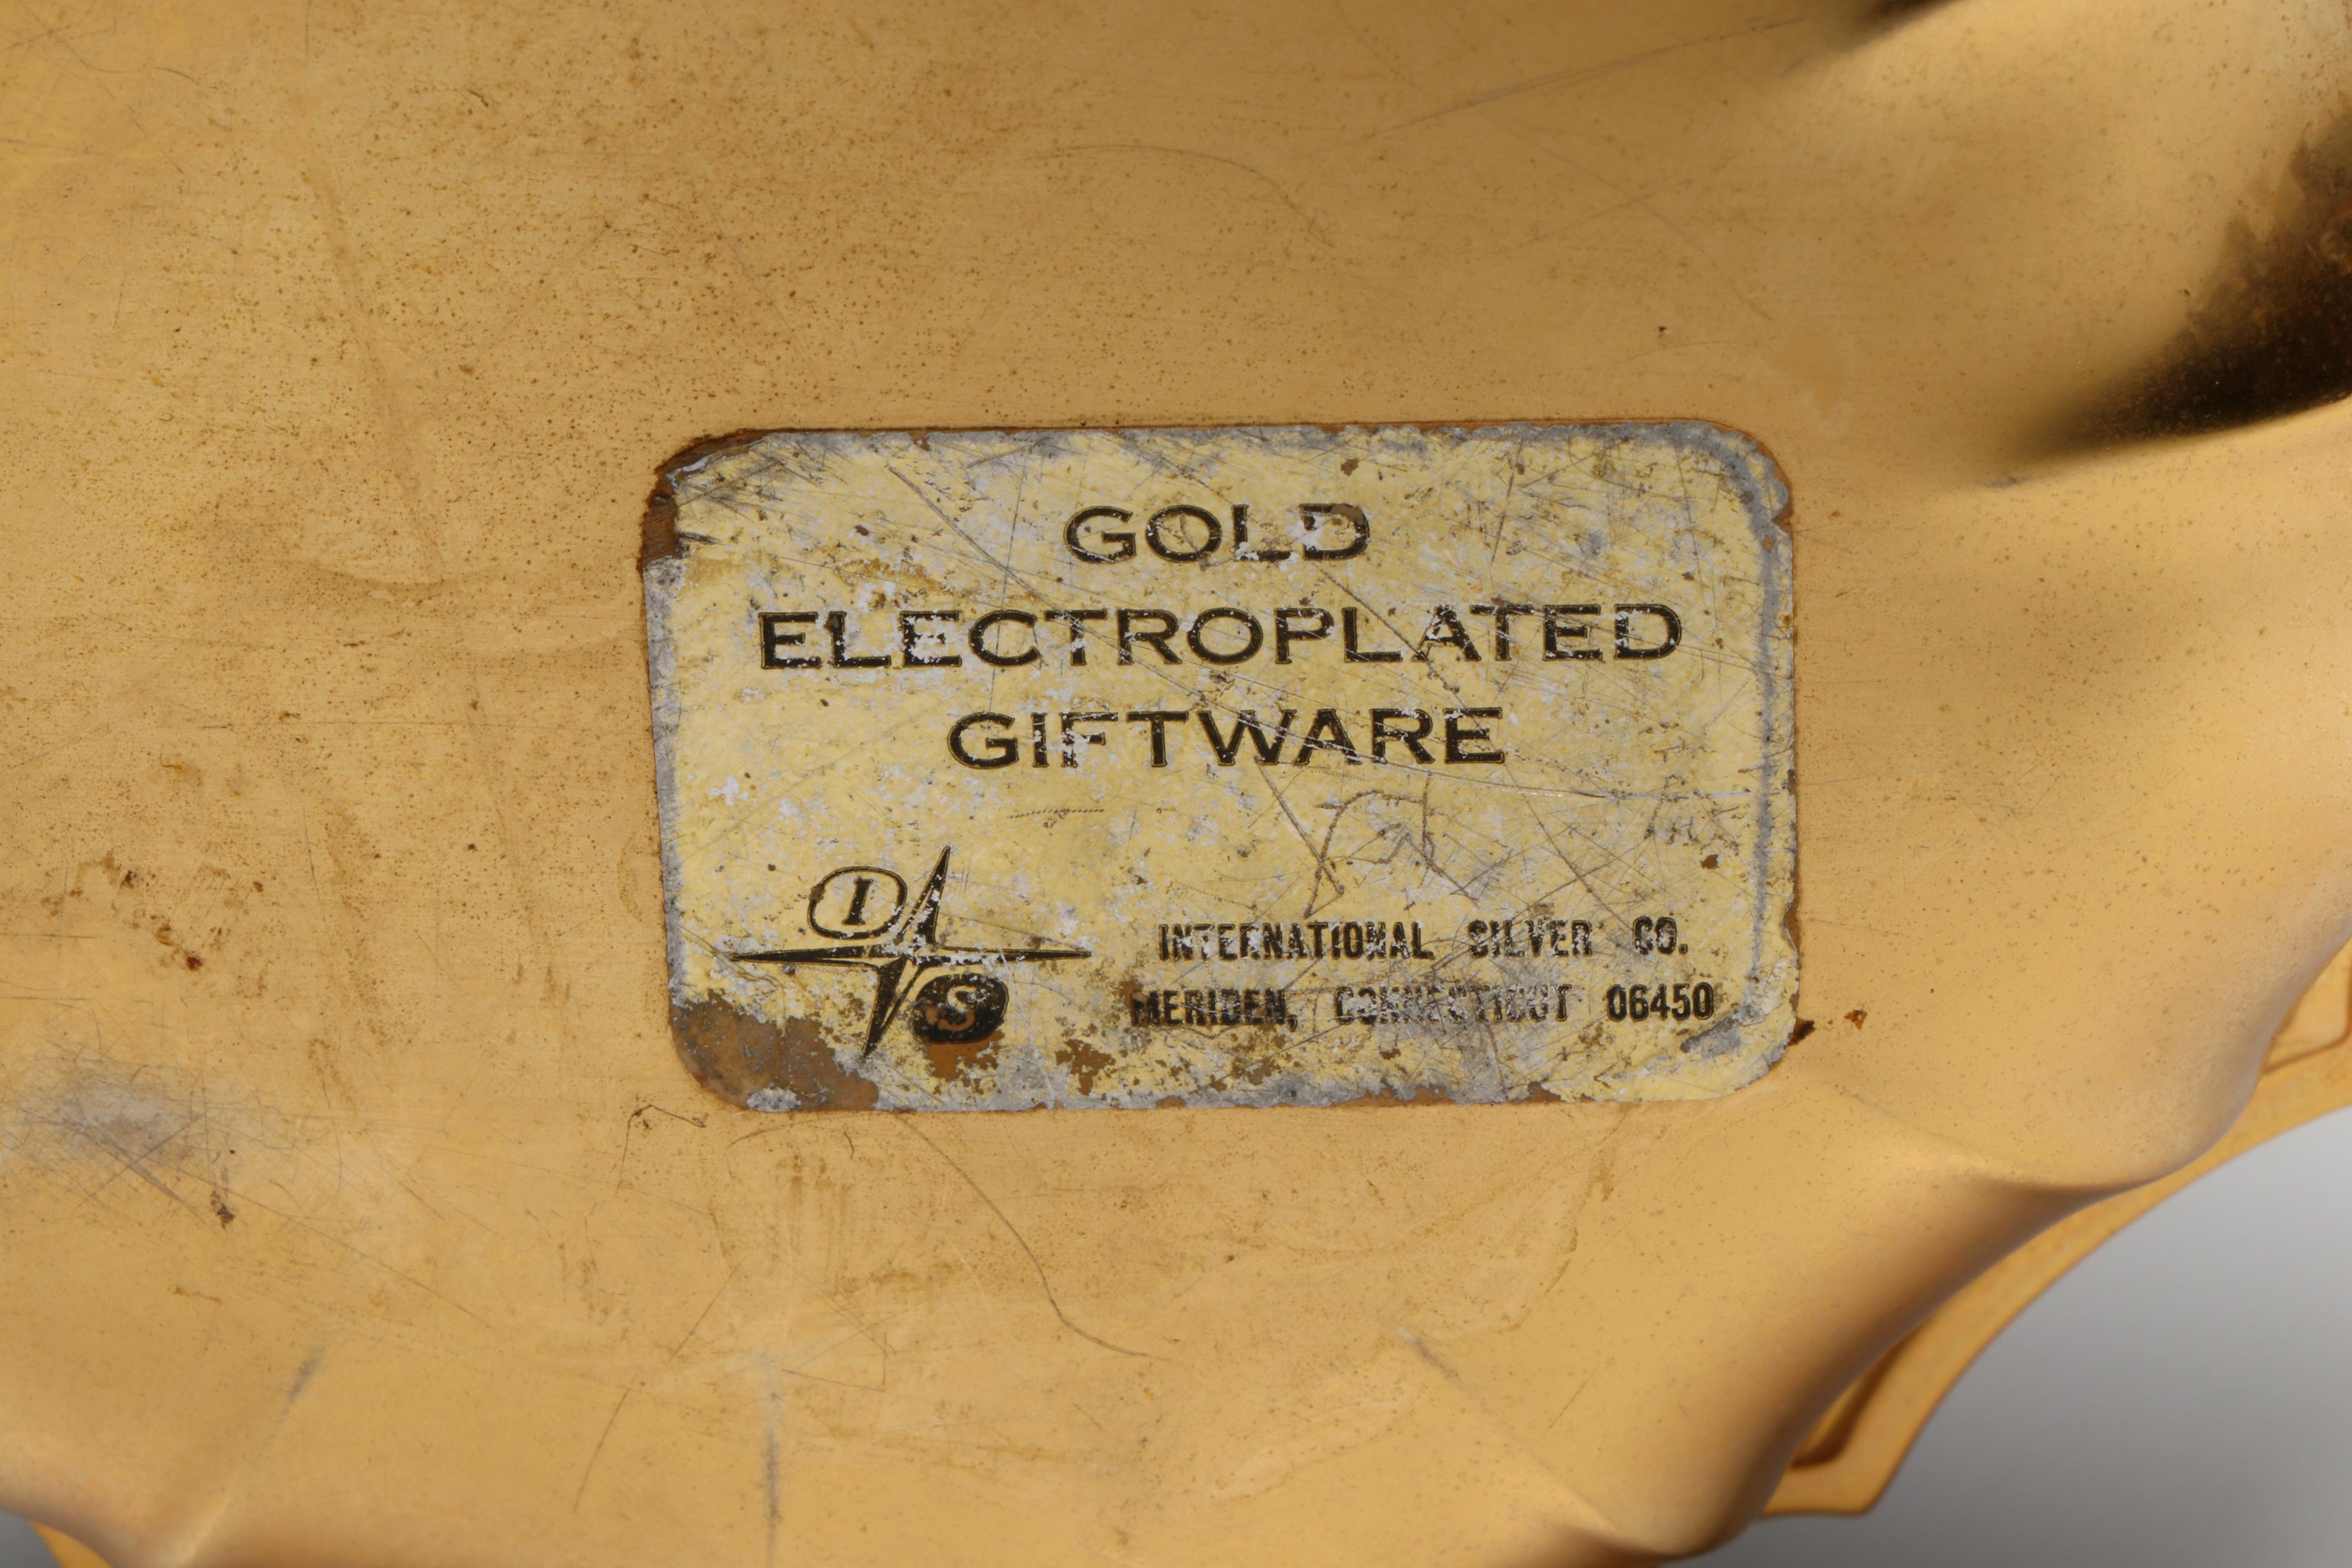 GOLD
ELECTROPLATED
GIFTWARE
I
S
INTERNATIONAL SILVER CO.
MERIDEN, CONNECTICUT 06450